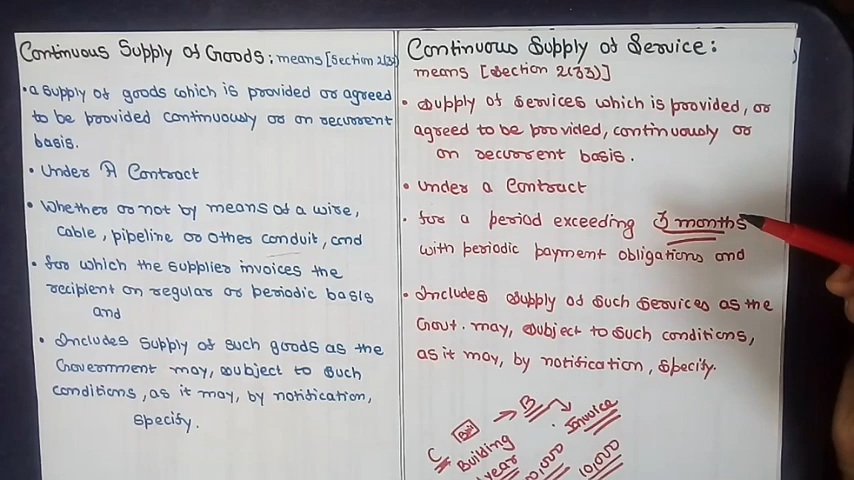 Continuous Supply of Goods: means [Section 2(32)
• a supply of goods which is provided or agreed
to be provided continuously or on recurrent
basis.
• Under A Contract
• Whether or not by means of a wire,
cable, pipeline or other conduit, and
• for which the supplier invoices the
recipient on regular or periodic basis
and
• Includes supply of such goods as the
Government may, subject to such
conditions, as it may, by notification,
specify.
Continuous Supply of Service:
means [Section 2(33)]
• Supply of services which is provided, or
agreed to be provided, continuously or
on recurrent basis.
• Under a Contract
• for a period exceeding 3 months
with periodic payment obligations and
• Includes supply of such services as the
Govt. may, subject to such conditions,
as it may, by notification, specify.
C → B Invoice
Building
year 10,000